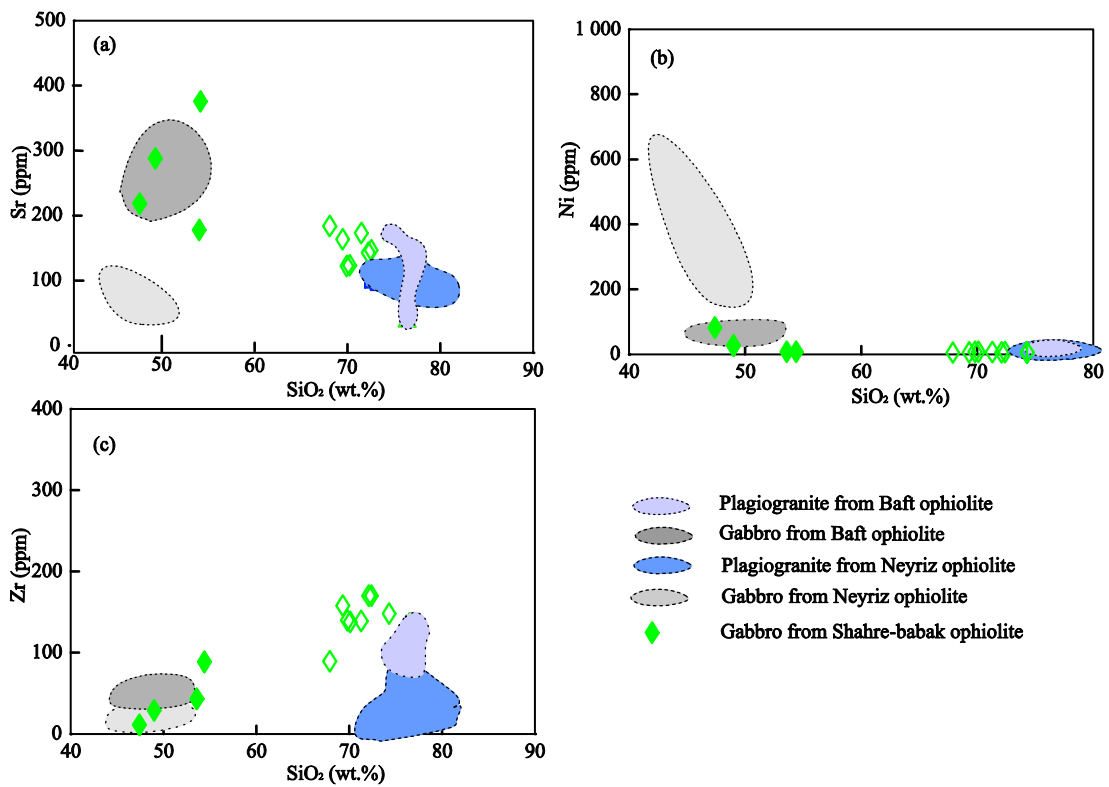 (a)
500
400
300
200
100
0
Sr (ppm)
40
50
60
70
80
90
SiO₂ (wt.%)
(b)
1 000
800
600
400
200
0
Ni (ppm)
40
50
60
70
80
SiO₂ (wt.%)
(c)
400
300
200
100
0
Zr (ppm)
40
50
60
70
80
90
SiO₂ (wt.%)
Plagiogranite from Baft ophiolite
Gabbro from Baft ophiolite
Plagiogranite from Neyriz ophiolite
Gabbro from Neyriz ophiolite
Gabbro from Shahre-babak ophiolite